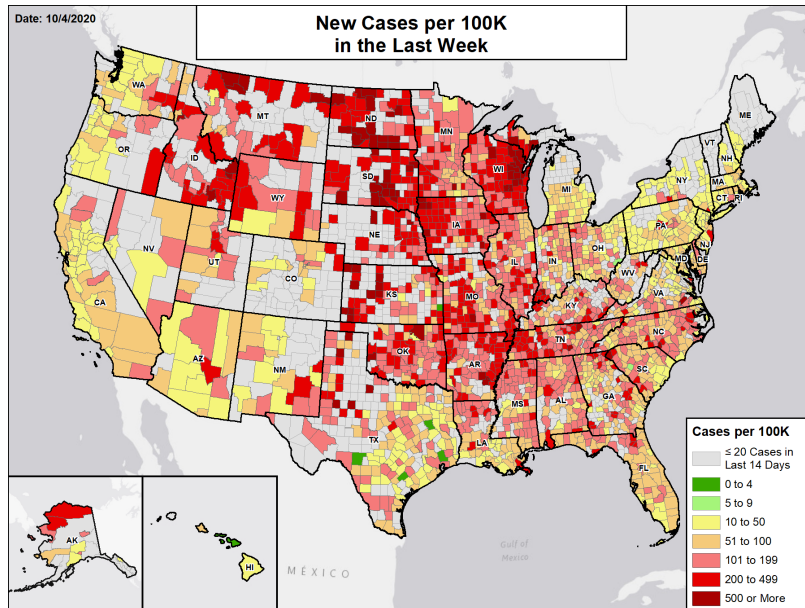 Date: 10/4/2020
New Cases per 100K
in the Last Week
WA
MT
ND
MN
ME
OR
ID
SD
WI
VT
NH
WY
MI
NY
MA
CT
RI
IA
NE
PA
NV
UT
CO
IL
IN
OH
NJ
MD
DE
WV
CA
KS
MO
KY
VA
AZ
NM
OK
AR
TN
NC
SC
MS
AL
GA
TX
LA
FL
AK
HI
MÉXICO
Gulf of
Mexico
Cases per 100K
≤ 20 Cases in
Last 14 Days
0 to 4
5 to 9
10 to 50
51 to 100
101 to 199
200 to 499
500 or More